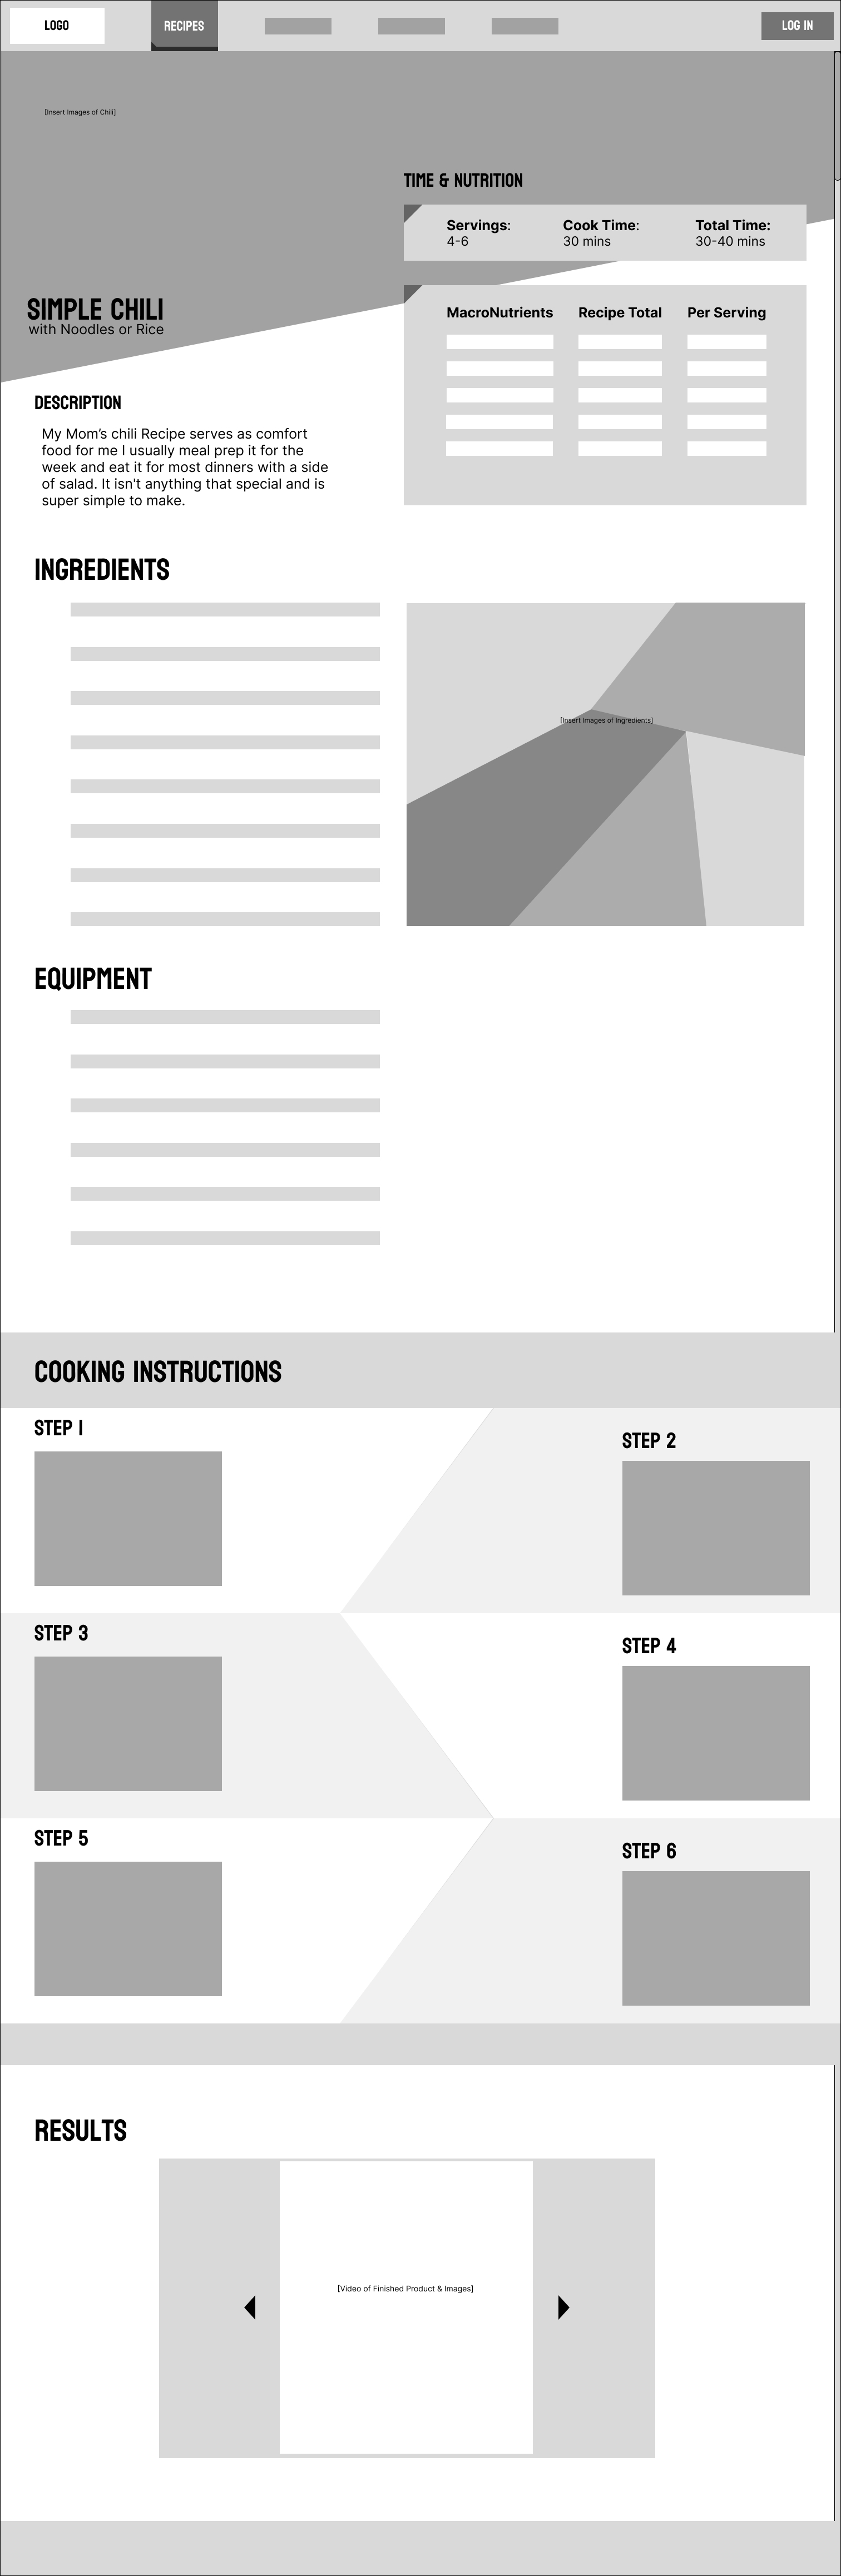 LOGO
RECIPES
LOG IN
[Insert Images of Chili]
TIME & NUTRITION
Servings: Cook Time: Total Time:
4-6 30 mins 30-40 mins
SIMPLE CHILI
with Noodles or Rice
MacroNutrients Recipe Total Per Serving
DESCRIPTION
My Mom's chili Recipe serves as comfort
food for me I usually meal prep it for the
week and eat it for most dinners with a side
of salad. It isn't anything that special and is
super simple to make.
INGREDIENTS
[Insert Images of Ingredients]
EQUIPMENT
COOKING INSTRUCTIONS
STEP 1
STEP 2
STEP 3
STEP 4
STEP 5
STEP 6
RESULTS
[Video of Finished Product & Images]